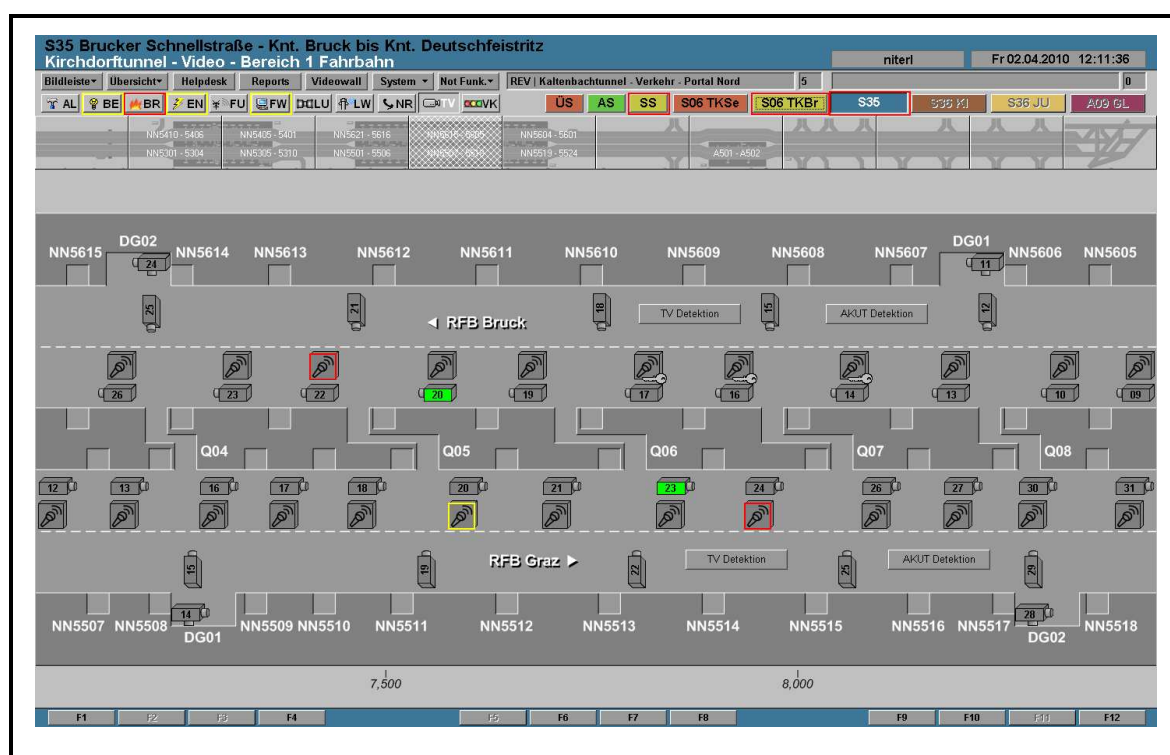 S35 Brucker Schnellstraße - Knt. Bruck bis Knt. Deutschfeistritz
Kirchdorftunnel - Video - Bereich 1 Fahrbahn niterl Fr 02.04.2010 12:11:36
Bildleiste Übersicht Helpdesk Reports Videowall System Not Funk. REV | Kaltenbachtunnel - Verkehr - Portal Nord 5 0
AL BE BR EN FU FW LU LW NR TV VK ÜS AS SS S06 TKSe S06 TKBr S35 S36 KI S36 JU A09 GL
NN5410 - 5406 NN5405 - 5401 NN5621 - 5616 NN5604 - 5601
NN5301 - 5304 NN5305 - 5310 NN5501 - 5506 NN5519 - 5524 A501 - A502
NN5615 DG02 NN5614 NN5613 NN5612 NN5611 NN5610 NN5609 NN5608 NN5607 DG01 NN5606 NN5605
24 11
25 21 18 TV Detektion 15 AKUT Detektion 12
◄ RFB Bruck
26 23 22 20 19 17 16 14 13 10 09
Q04 Q05 Q06 Q07 Q08
12 13 16 17 18 20 21 23 24 26 27 30 31
RFB Graz ► TV Detektion AKUT Detektion
15 19 22 25 29
14 28
NN5507 NN5508 DG01 NN5509 NN5510 NN5511 NN5512 NN5513 NN5514 NN5515 NN5516 NN5517 DG02 NN5518
7,500 8,000
F1 F2 F3 F4 F5 F6 F7 F8 F9 F10 F11 F12